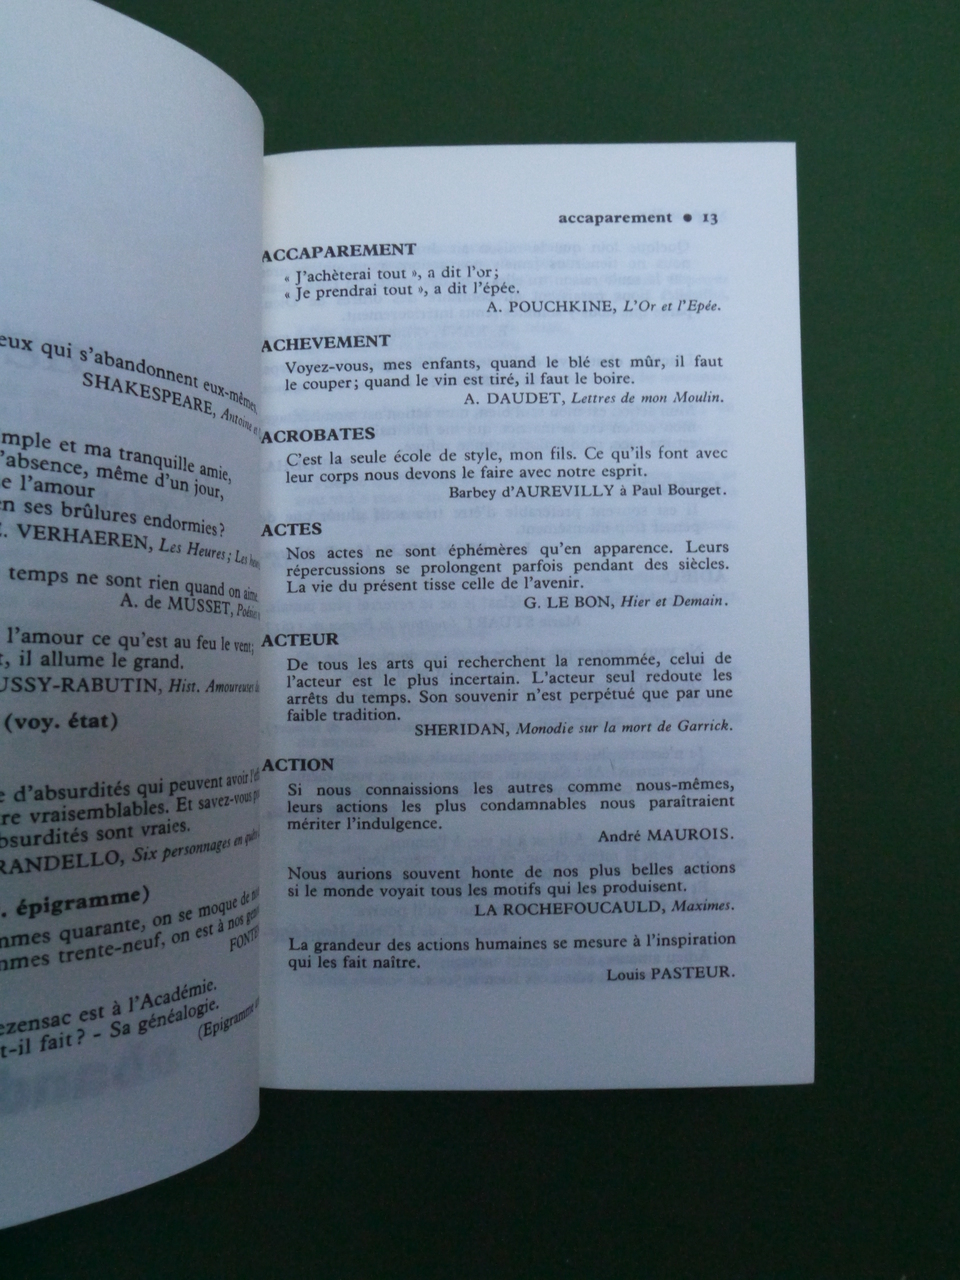 eux qui s'abandonnent eux-mêmes.
SHAKESPEARE, Antoine
mple et ma tranquille amie,
l'absence, même d'un jour,
e l'amour
en ses brûlures endormies?
VERHAEREN, Les Heures; Les
temps ne sont rien quand on aime.
A. de MUSSET,
l'amour ce qu'est au feu le vent;
t, il allume le grand.
USSY-RABUTIN, Hist. Amoureuse
(voy. état)
e d'absurdités qui peuvent avoir
re vraisemblables. Et savez-vous
bsurdités sont vraies.
RANDELLO, Six personnages en
. épigramme)
mmes quarante, on se moque de
mmes trente-neuf, on est à nos
FONTE
ezensac est à l'Académie.
t-il fait? - Sa généalogie.
(Epigramme
accaparement • 13
ACCAPAREMENT
« J'achèterai tout », a dit l'or;
« Je prendrai tout », a dit l'épée.
A. POUCHKINE, L'Or et l'Epée.
ACHEVEMENT
Voyez-vous, mes enfants, quand le blé est mûr, il faut
le couper; quand le vin est tiré, il faut le boire.
A. DAUDET, Lettres de mon Moulin.
ACROBATES
C'est la seule école de style, mon fils. Ce qu'ils font avec
leur corps nous devons le faire avec notre esprit.
Barbey d'AUREVILLY à Paul Bourget.
ACTES
Nos actes ne sont éphémères qu'en apparence. Leurs
répercussions se prolongent parfois pendant des siècles.
La vie du présent tisse celle de l'avenir.
G. LE BON, Hier et Demain.
ACTEUR
De tous les arts qui recherchent la renommée, celui de
l'acteur est le plus incertain. L'acteur seul redoute les
arrêts du temps. Son souvenir n'est perpétué que par une
faible tradition.
SHERIDAN, Monodie sur la mort de Garrick.
ACTION
Si nous connaissions les autres comme nous-mêmes,
leurs actions les plus condamnables nous paraîtraient
mériter l'indulgence.
André MAUROIS.
Nous aurions souvent honte de nos plus belles actions
si le monde voyait tous les motifs qui les produisent.
LA ROCHEFOUCAULD, Maximes.
La grandeur des actions humaines se mesure à l'inspiration
qui les fait naître.
Louis PASTEUR.